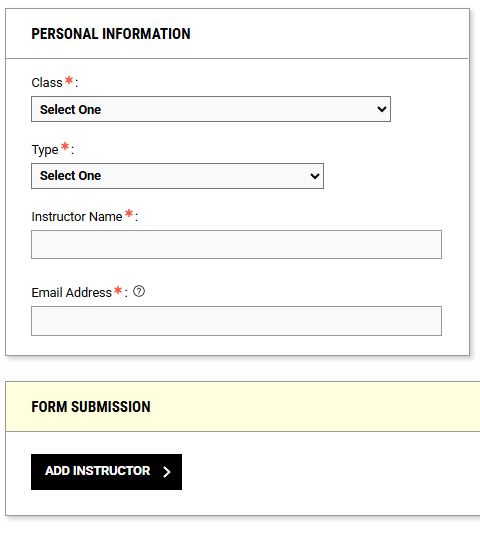 PERSONAL INFORMATION
Class*:
Select One
Type*:
Select One
Instructor Name*:
Email Address*: ?
FORM SUBMISSION
ADD INSTRUCTOR